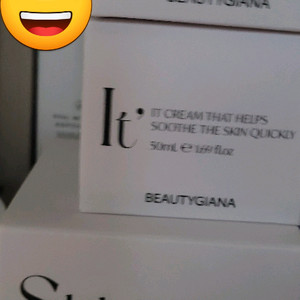 BEAUTYGIANA
It'
IT CREAM THAT HELPS
SOOTHE THE SKIN QUICKLY
50mL ℮ 1.69 fl.oz
BEAUTYGIANA